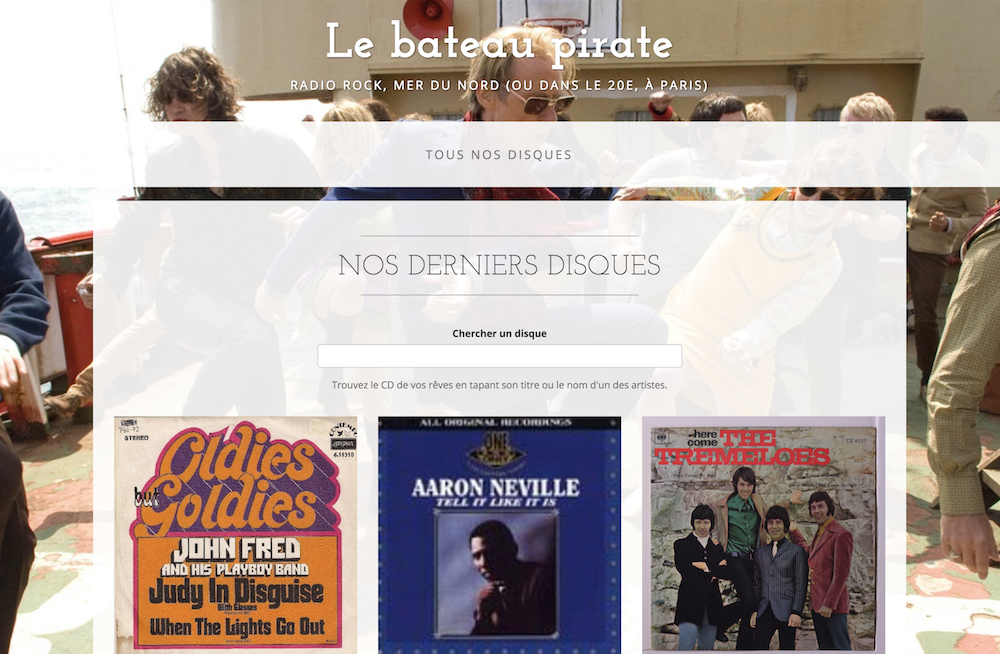 Le bateau pirate
RADIO ROCK, MER DU NORD (OU DANS LE 20E, À PARIS)
TOUS NOS DISQUES
NOS DERNIERS DISQUES
Chercher un disque
Trouvez le CD de vos rêves en tapant son titre ou le nom d'un des artistes.
STEREO
6.11310
Oldies
but
Goldies
JOHN FRED
AND HIS PLAYBOY BAND
Judy In Disguise
With Glasses
When The Lights Go Out
ALL ORIGINAL RECORDINGS
ONE
AARON NEVILLE
TELL IT LIKE IT IS
here
come THE
TREMELOES